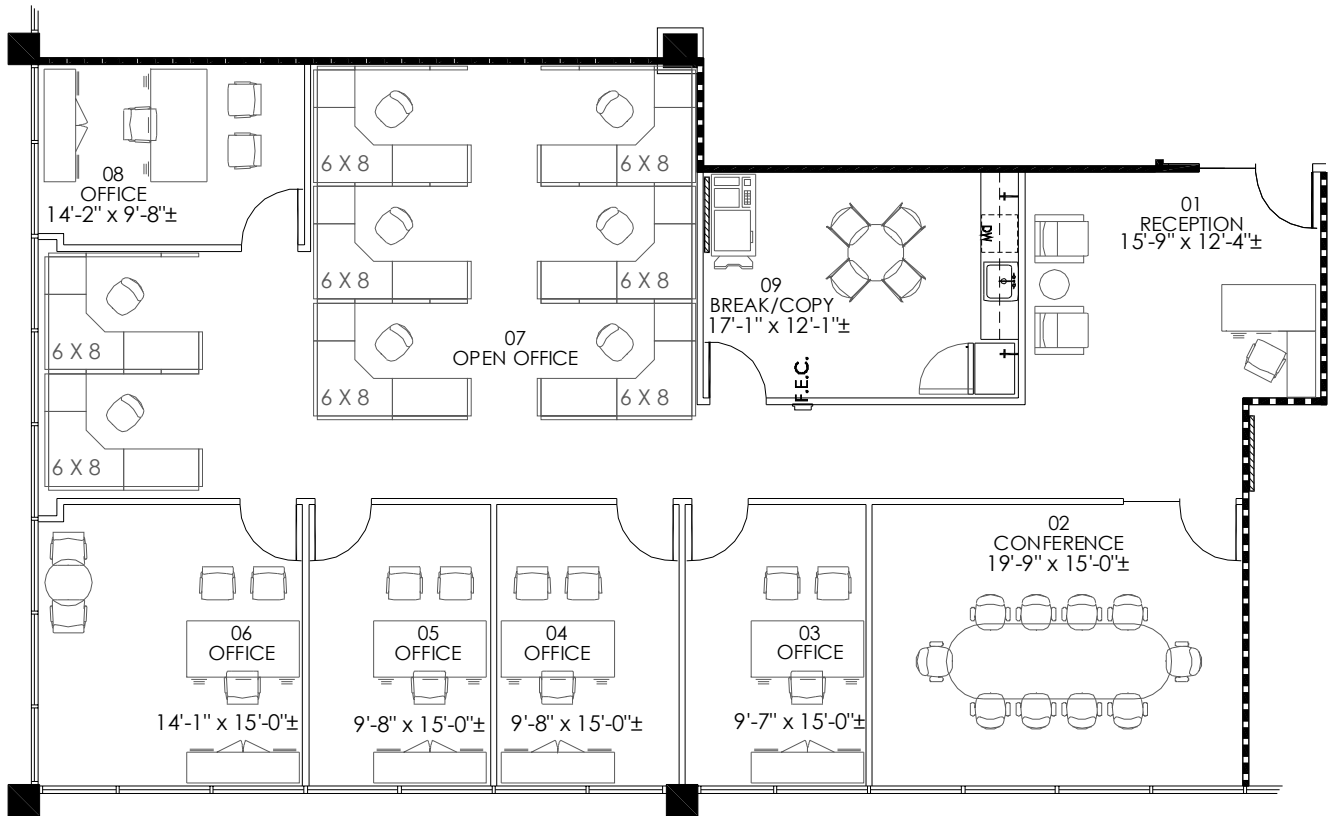 08
OFFICE
14'-2" x 9'-8"±
6 X 8
6 X 8
6 X 8
6 X 8
6 X 8
6 X 8
6 X 8
6 X 8
07
OPEN OFFICE
09
BREAK/COPY
17'-1" x 12'-1"±
DW
F.E.C.
01
RECEPTION
15'-9" x 12'-4"±
02
CONFERENCE
19'-9" x 15'-0"±
06
OFFICE
14'-1" x 15'-0"±
05
OFFICE
9'-8" x 15'-0"±
04
OFFICE
9'-8" x 15'-0"±
03
OFFICE
9'-7" x 15'-0"±